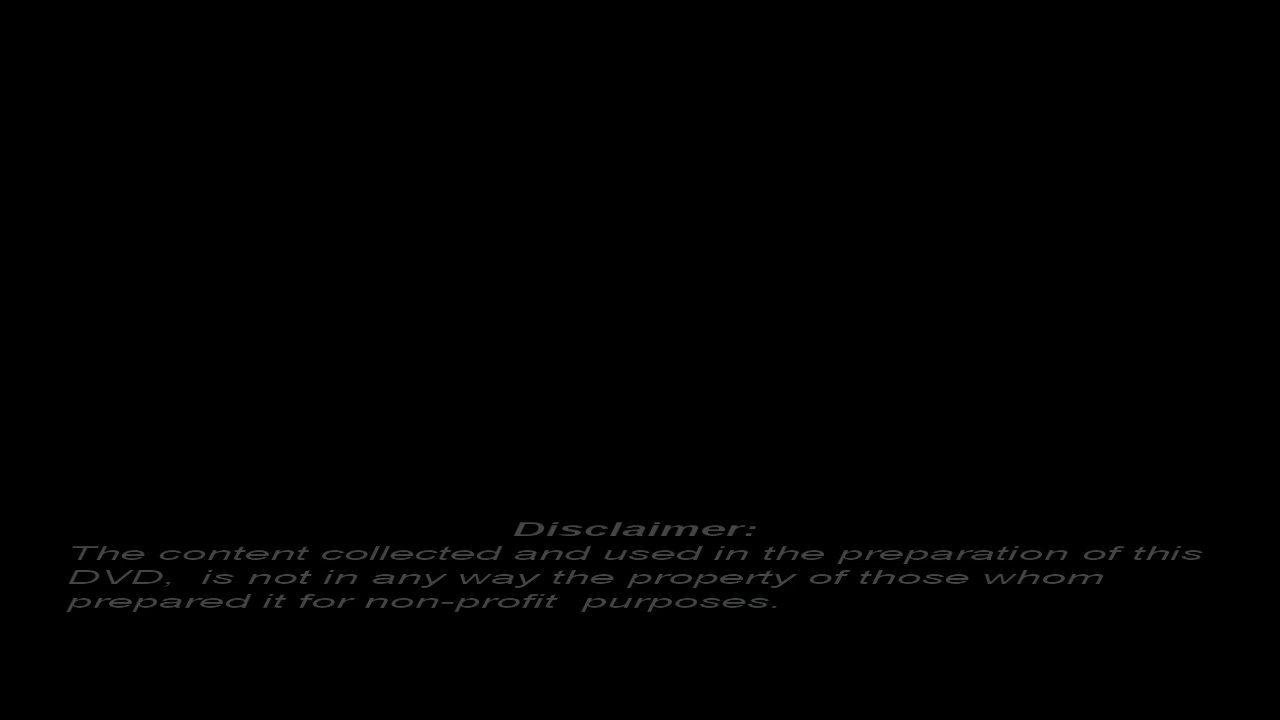 Disclaimer:
The content collected and used in the preparation of this
DVD,  is not in any way the property of those whom
prepared it for non-profit  purposes.